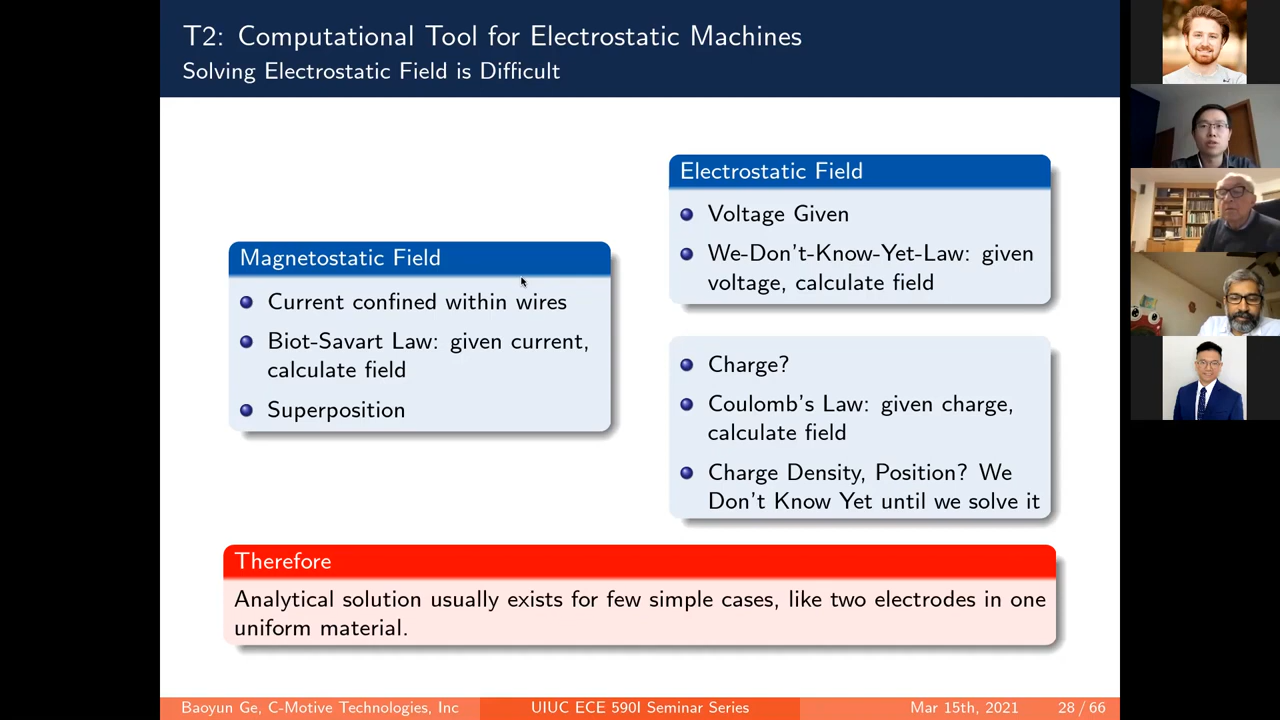 T2: Computational Tool for Electrostatic Machines
Solving Electrostatic Field is Difficult
Magnetostatic Field
Current confined within wires
Biot-Savart Law: given current,
calculate field
Superposition
Electrostatic Field
Voltage Given
We-Don't-Know-Yet-Law: given
voltage, calculate field
Charge?
Coulomb's Law: given charge,
calculate field
Charge Density, Position? We
Don't Know Yet until we solve it
Therefore
Analytical solution usually exists for few simple cases, like two electrodes in one
uniform material.
Baoyun Ge, C-Motive Technologies, Inc
UIUC ECE 590I Seminar Series
Mar 15th, 2021
28 / 66